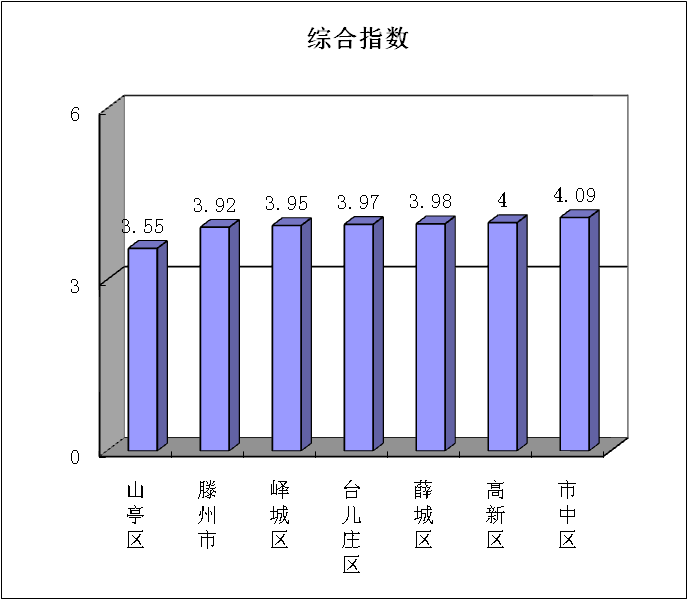 综合指数
6
3
0
3.55
3.92
3.95
3.97
3.98
4
4.09
山亭区
滕州市
峄城区
台儿庄区
薛城区
高新区
市中区